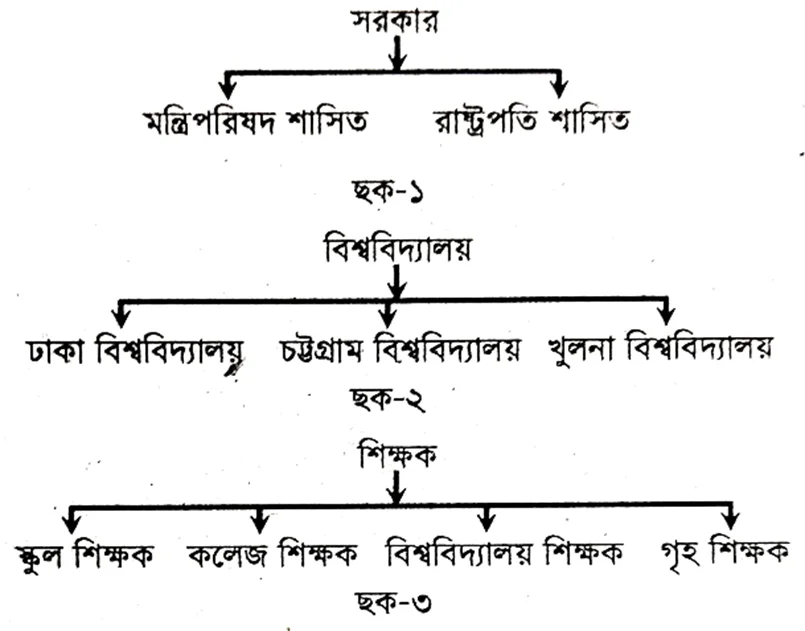 সরকার
মন্ত্রিপরিষদ শাসিত রাষ্ট্রপতি শাসিত
ছক-১
বিশ্ববিদ্যালয়
ঢাকা বিশ্ববিদ্যালয় চট্টগ্রাম বিশ্ববিদ্যালয় খুলনা বিশ্ববিদ্যালয়
ছক-২
শিক্ষক
স্কুল শিক্ষক কলেজ শিক্ষক বিশ্ববিদ্যালয় শিক্ষক গৃহ শিক্ষক
ছক-৩